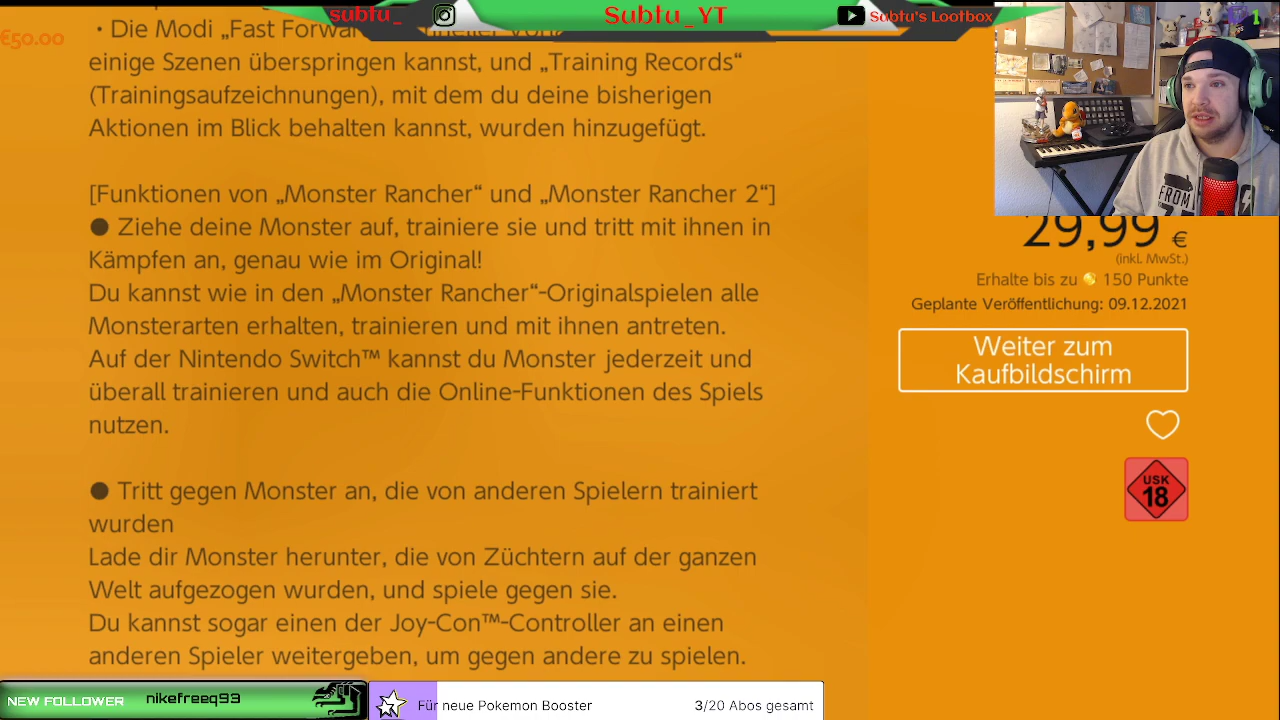 subtu_
Subtu_YT
Subtu's Lootbox
1
€50.00
• Die Modi „Fast Forwar
einige Szenen überspringen kannst, und „Training Records“
(Trainingsaufzeichnungen), mit dem du deine bisherigen
Aktionen im Blick behalten kannst, wurden hinzugefügt.
[Funktionen von „Monster Rancher“ und „Monster Rancher 2“]
● Ziehe deine Monster auf, trainiere sie und tritt mit ihnen in
Kämpfen an, genau wie im Original!
Du kannst wie in den „Monster Rancher“-Originalspielen alle
Monsterarten erhalten, trainieren und mit ihnen antreten.
Auf der Nintendo Switch™ kannst du Monster jederzeit und
überall trainieren und auch die Online-Funktionen des Spiels
nutzen.
● Tritt gegen Monster an, die von anderen Spielern trainiert
wurden
Lade dir Monster herunter, die von Züchtern auf der ganzen
Welt aufgezogen wurden, und spiele gegen sie.
Du kannst sogar einen der Joy-Con™-Controller an einen
anderen Spieler weitergeben, um gegen andere zu spielen.
FROM
29,99 €
(inkl. MwSt.)
Erhalte bis zu 150 Punkte
Geplante Veröffentlichung: 09.12.2021
Weiter zum
Kaufbildschirm
USK
18
NEW FOLLOWER nikefreeq93
Für neue Pokemon Booster 3/20 Abos gesamt